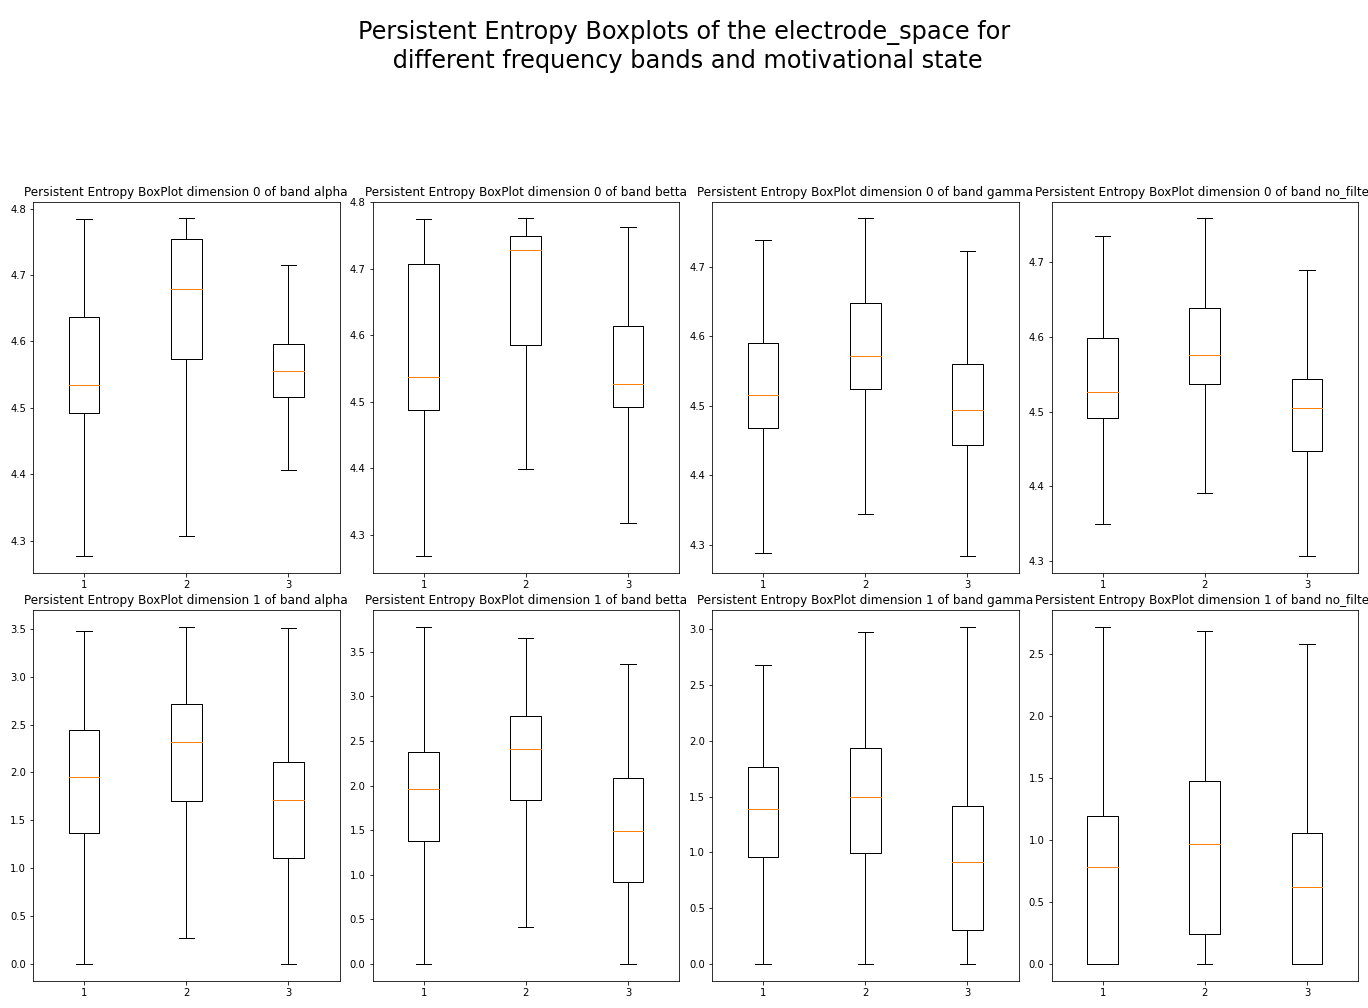 Persistent Entropy Boxplots of the electrode_space for
different frequency bands and motivational state
Persistent Entropy BoxPlot dimension 0 of band alpha
Persistent Entropy BoxPlot dimension 0 of band betta
Persistent Entropy BoxPlot dimension 0 of band gamma
Persistent Entropy BoxPlot dimension 0 of band no_filte
4.8
4.7
4.6
4.5
4.4
4.3
1 2 3
4.8
4.7
4.6
4.5
4.4
4.3
1 2 3
4.7
4.6
4.5
4.4
4.3
1 2 3
4.7
4.6
4.5
4.4
4.3
1 2 3
Persistent Entropy BoxPlot dimension 1 of band alpha
Persistent Entropy BoxPlot dimension 1 of band betta
Persistent Entropy BoxPlot dimension 1 of band gamma
Persistent Entropy BoxPlot dimension 1 of band no_filte
3.5
3.0
2.5
2.0
1.5
1.0
0.5
0.0
1 2 3
3.5
3.0
2.5
2.0
1.5
1.0
0.5
0.0
1 2 3
3.0
2.5
2.0
1.5
1.0
0.5
0.0
1 2 3
2.5
2.0
1.5
1.0
0.5
0.0
1 2 3